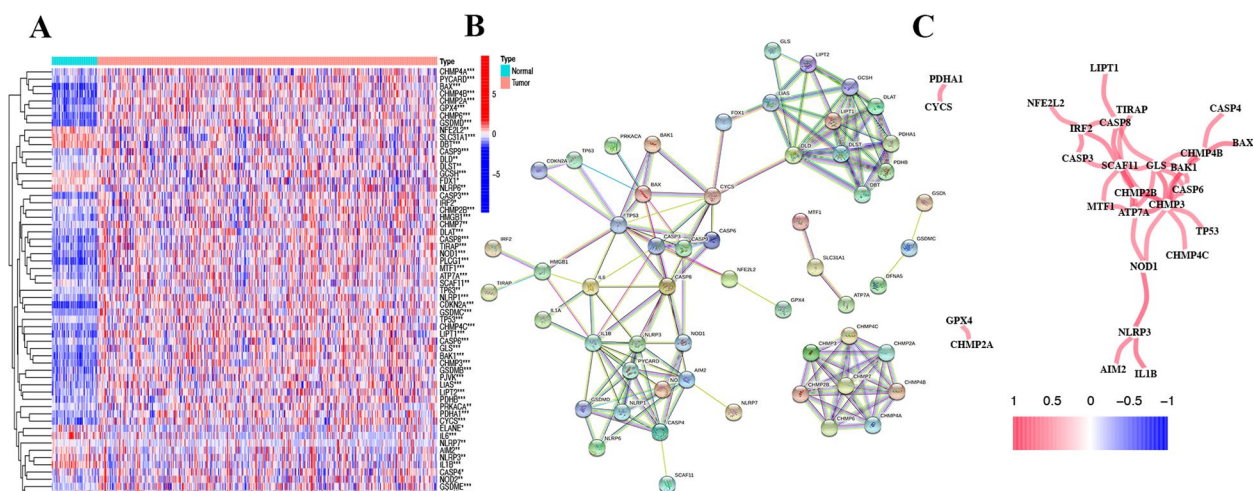 A
B
C
Type
Normal
Tumor
Type
5
0
-5
CHMP4A***
PYCARD***
BAX***
CHMP4B***
CHMP2A***
GPX4***
CHMP6***
GSDMD***
NFE2L2**
SLC31A1***
DBT***
CASP9***
DLD**
DLST**
GCSH*
FDX1*
NLRP6**
CASP3***
IRF2*
CHMP2B***
HMGB1***
CHMP7**
DLAT***
CASP8***
TIRAP***
NOD1***
PLCG1***
MTF1***
ATP7A***
SCAF11**
TP63**
NLRP1***
CDKN2A***
GSDMC***
TP53***
CHMP4C***
LIPT1***
CASP6***
GLS***
BAK1***
CHMP3***
GSDMB***
PJVK***
LIAS***
LIPT2***
PDHB***
PRKACA**
PDHA1***
CYCS***
ELANE*
IL6***
NLRP7**
AIM2**
NLRP3**
IL1B***
CASP4*
NOD2**
GSDME***
GLS
LIPT2
GCSH
LIAS
DLAT
FDX1
LIPT1
PDHA1
DLD
DLST
PDHB
DBT
PRKACA
BAK1
TP63
CDKN2A
BAX
CYCS
TP53
CASP3
CASP9
CASP6
MTF1
SLC31A1
ATP7A
GSDMC
DFNA5
IRF2
HMGB1
TIRAP
IL6
CASP8
NFE2L2
GPX4
IL1A
IL1B
NLRP3
NOD1
PYCARD
AIM2
GSDMD
NLRP1
CASP4
NLRP7
NLRP6
SCAF11
CHMP4C
CHMP3
CHMP2A
CHMP7
CHMP2B
CHMP4B
CHMP6
CHMP4A
PDHA1
CYCS
LIPT1
NFE2L2
TIRAP
CASP4
IRF2
CASP8
BAX
CHMP4B
CASP3
SCAF11
GLS
BAK1
CHMP2B
CASP6
MTF1
ATP7A
CHMP3
TP53
CHMP4C
NOD1
GPX4
CHMP2A
NLRP3
AIM2
IL1B
1 0.5 0 -0.5 -1